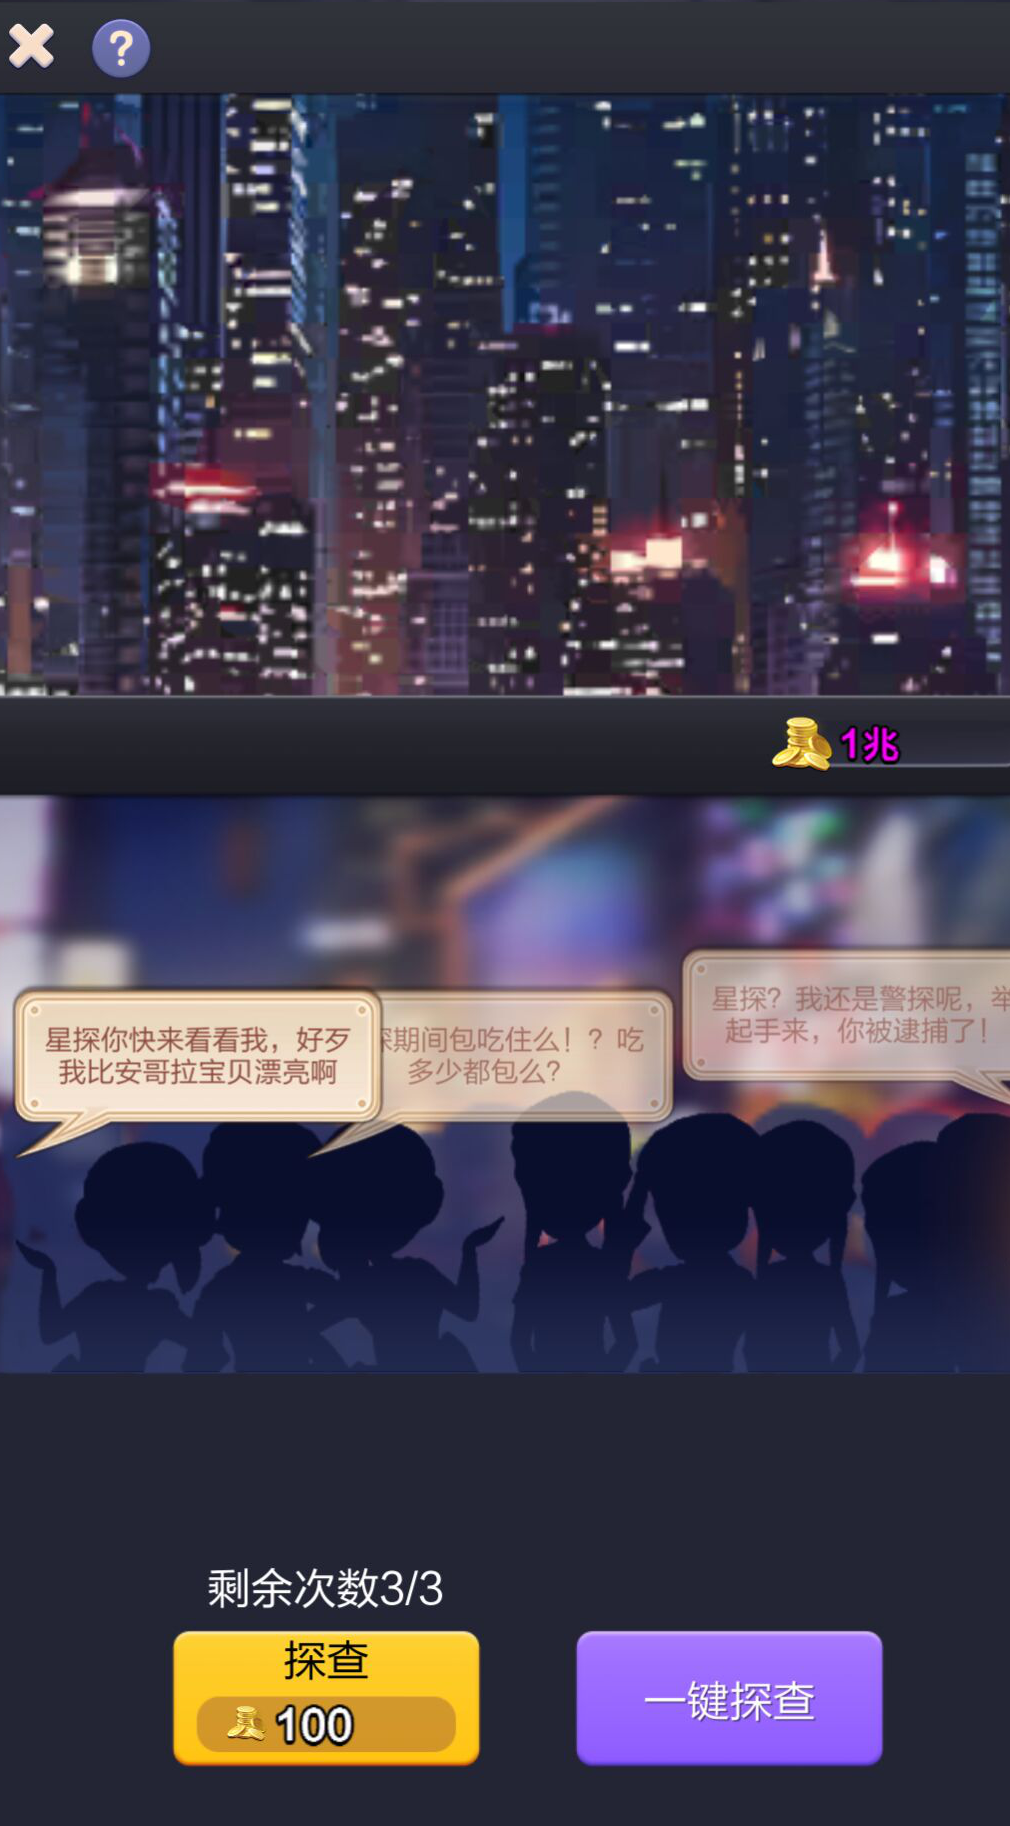 ?
1兆
星探你快来看看我，好歹
我比安哥拉宝贝漂亮啊
期间包吃住么！？吃
多少都包么？
星探？我还是警探呢，举
起手来，你被逮捕了！
剩余次数3/3
探查
100
一键探查